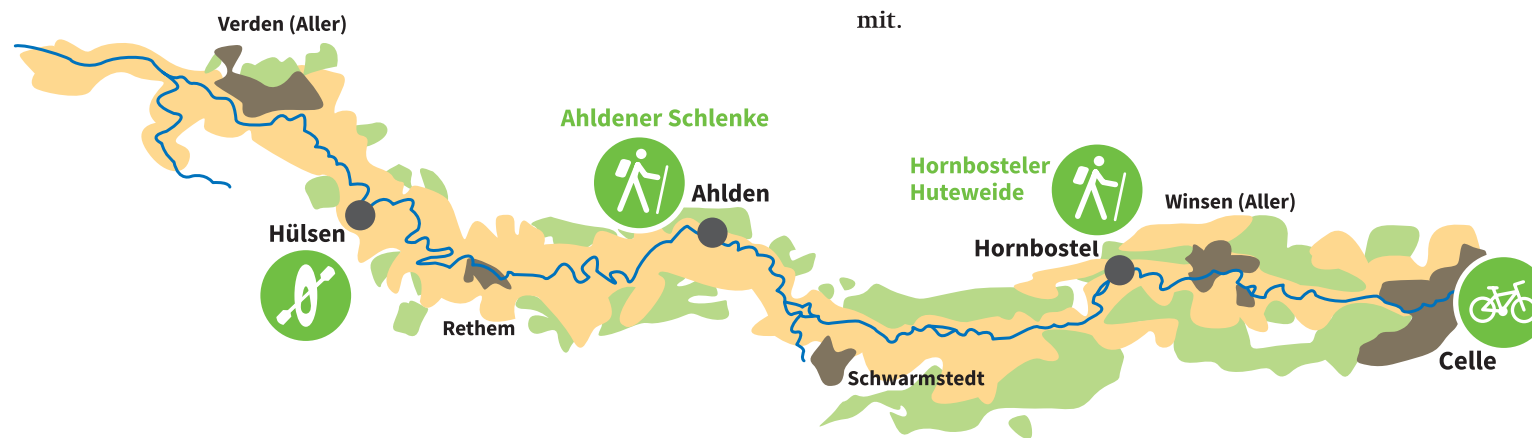 mit.
Verden (Aller)
Ahldener Schlenke
Hornbosteler
Huteweide
Ahlden
Winsen (Aller)
Hülsen
Hornbostel
Rethem
Celle
Schwarmstedt